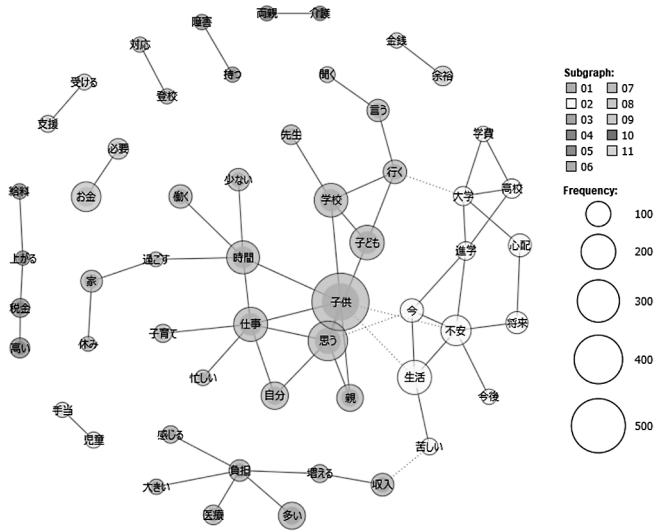 両親
介護
障害
持つ
対応
登校
金銭
余裕
聞く
言う
受ける
支援
必要
お金
先生
学校
行く
子ども
学費
大学
高校
進学
心配
将来
不安
今
今後
生活
苦しい
給料
上がる
税金
高い
働く
少ない
時間
過ごす
家
休み
子供
仕事
思う
子育て
忙しい
自分
親
手当
児童
感じる
負担
大きい
医療
多い
増える
収入
Subgraph:
01 07
02 08
03 09
04 10
05 11
06
Frequency:
100
200
300
400
500